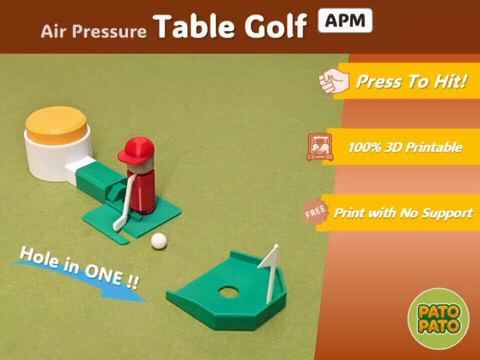 Air Pressure Table Golf APM
Press To Hit!
100% 3D Printable
FREE
Print with No Support
Hole in ONE !!
PATO
PATO